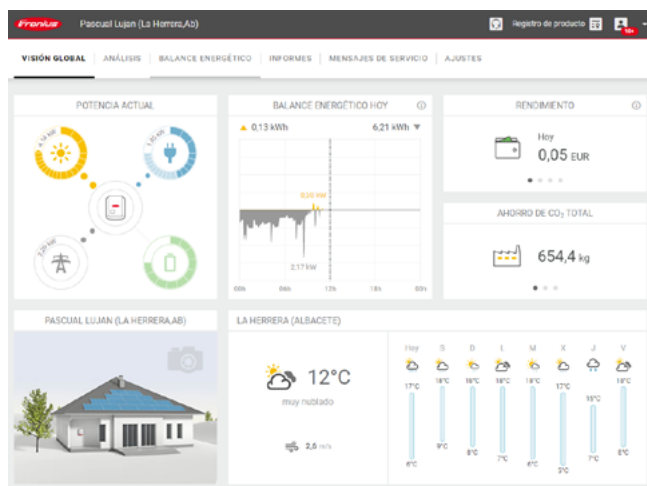 Fronius
Pascual Lujan (La Herrera,Ab)
Registro de producto
VISIÓN GLOBAL
ANÁLISIS
BALANCE ENERGÉTICO
INFORMES
MENSAJES DE SERVICIO
AJUSTES
POTENCIA ACTUAL
BALANCE ENERGÉTICO HOY
0,13 kWh
6,21 kWh
2,17 kW
00h
06h
12h
18h
00h
RENDIMIENTO
Hoy
0,05 EUR
AHORRO DE CO₂ TOTAL
654,4 kg
PASCUAL LUJAN (LA HERRERA,AB)
LA HERRERA (ALBACETE)
12°C
muy nublado
2,6 m/s
Hoy S D L M X J V
17°C 18°C 16°C 18°C 18°C 17°C 15°C 18°C
6°C 9°C 8°C 7°C 6°C 7°C 8°C